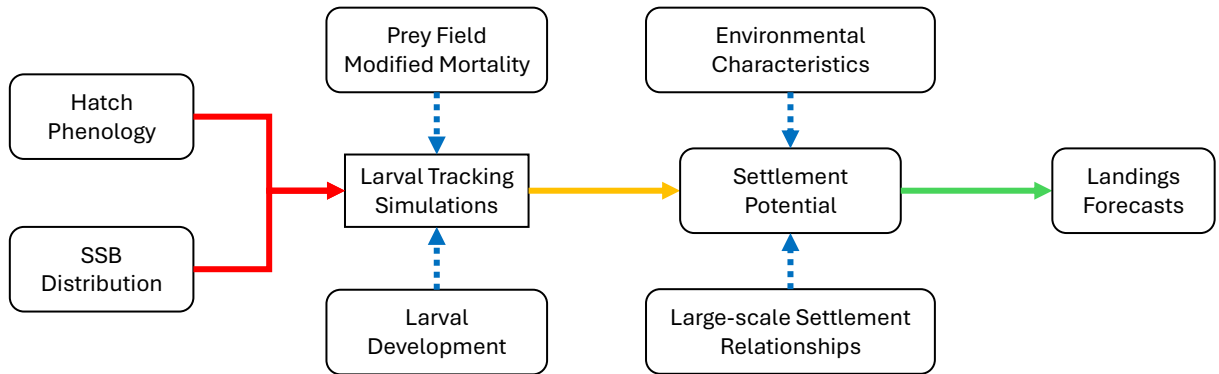 Prey Field
Modified Mortality
Environmental
Characteristics
Hatch
Phenology
Larval Tracking
Simulations
Settlement
Potential
Landings
Forecasts
SSB
Distribution
Larval
Development
Large-scale Settlement
Relationships